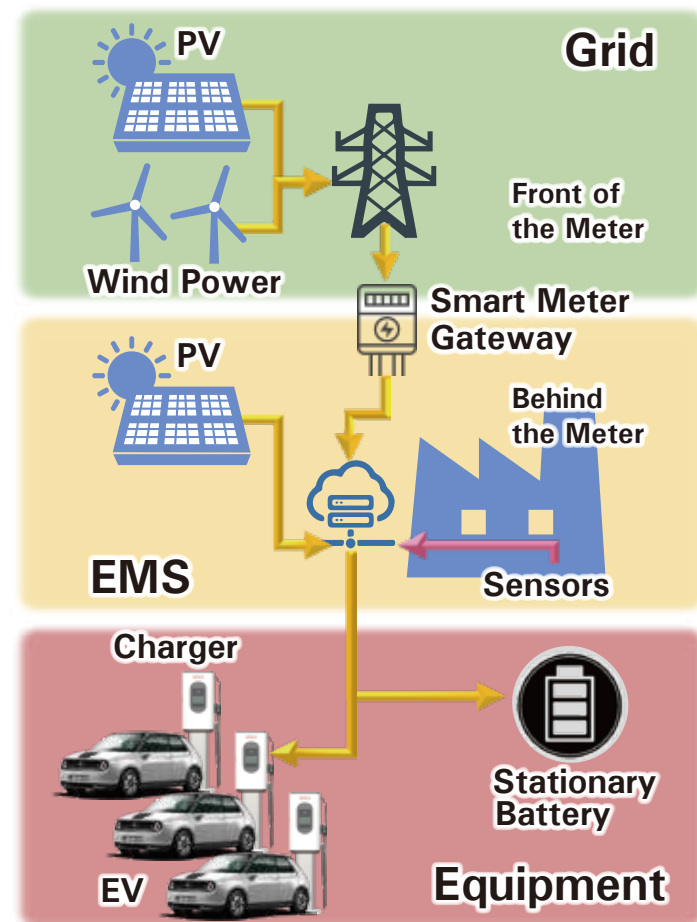 PV
Grid
Front of
the Meter
Wind Power
Smart Meter
Gateway
PV
Behind
the Meter
EMS
Sensors
Charger
Stationary
Battery
EV
Equipment